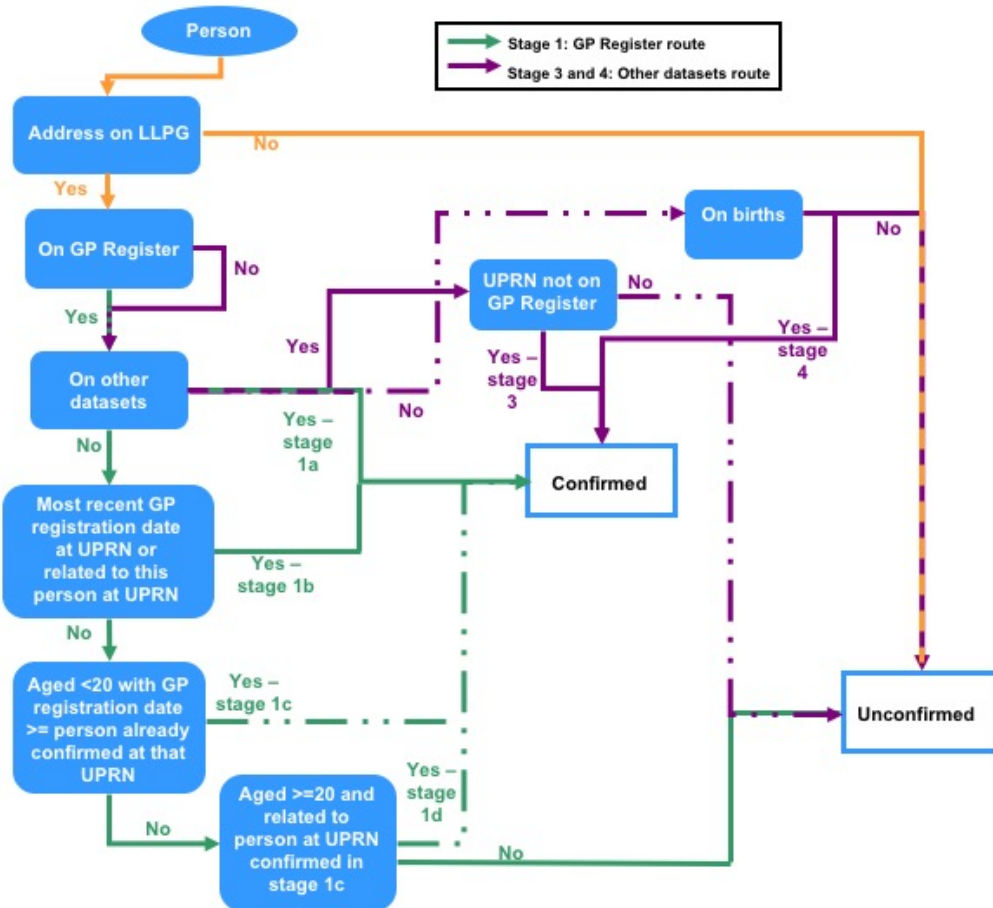 Person
Stage 1: GP Register route
Stage 3 and 4: Other datasets route
Address on LLPG
No
Yes
On births
No
On GP Register
No
UPRN not on
GP Register
No
Yes
Yes
Yes –
stage
3
Yes –
stage
4
On other
datasets
No
Yes –
stage
1a
No
Confirmed
Most recent GP
registration date
at UPRN or
related to this
person at UPRN
Yes –
stage 1b
No
Aged <20 with GP
registration date
>= person already
confirmed at that
UPRN
Yes –
stage 1c
Unconfirmed
Yes –
stage
1d
Aged >=20 and
related to
person at UPRN
confirmed in
stage 1c
No
No